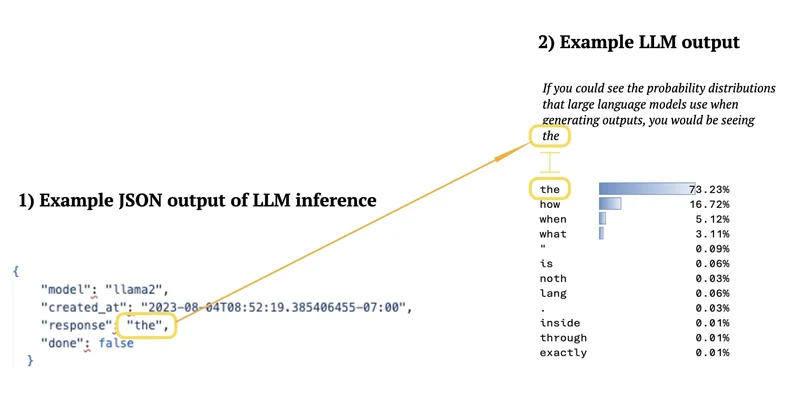 2) Example LLM output
If you could see the probability distributions
that large language models use when
generating outputs, you would be seeing
the
the 73.23%
how 16.72%
when 5.12%
what 3.11%
" 0.09%
is 0.06%
noth 0.03%
lang 0.06%
. 0.03%
inside 0.01%
through 0.01%
exactly 0.01%
1) Example JSON output of LLM inference
{
"model": "llama2",
"created_at": "2023-08-04T08:52:19.385406455-07:00",
"response": "the",
"done": false
}